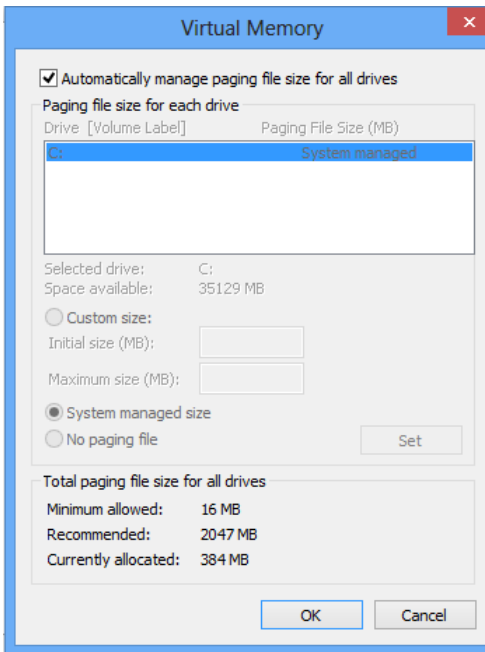 Virtual Memory
Automatically manage paging file size for all drives
Paging file size for each drive
Drive [Volume Label] Paging File Size (MB)
C: System managed
Selected drive: C:
Space available: 35129 MB
Custom size:
Initial size (MB):
Maximum size (MB):
System managed size
No paging file Set
Total paging file size for all drives
Minimum allowed: 16 MB
Recommended: 2047 MB
Currently allocated: 384 MB
OK Cancel